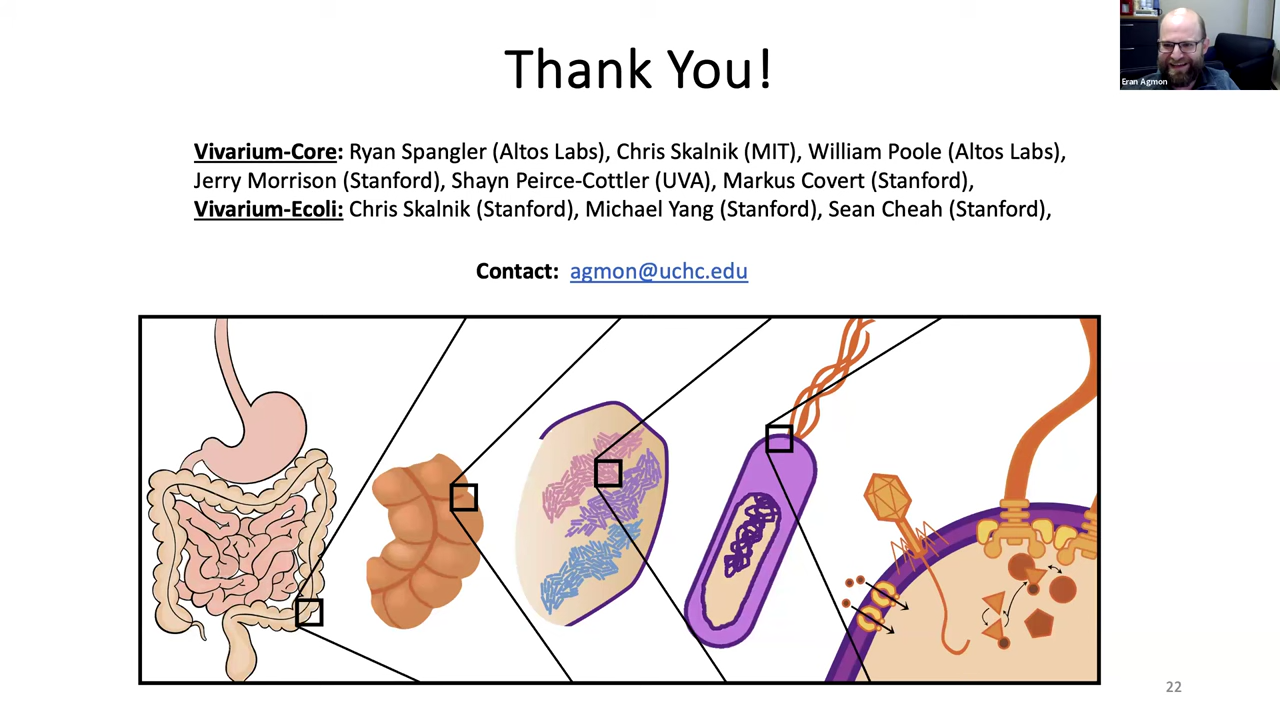 Thank You!
Eran Agmon
Vivarium-Core: Ryan Spangler (Altos Labs), Chris Skalnik (MIT), William Poole (Altos Labs),
Jerry Morrison (Stanford), Shayn Peirce-Cottler (UVA), Markus Covert (Stanford),
Vivarium-Ecoli: Chris Skalnik (Stanford), Michael Yang (Stanford), Sean Cheah (Stanford),
Contact: agmon@uchc.edu
22